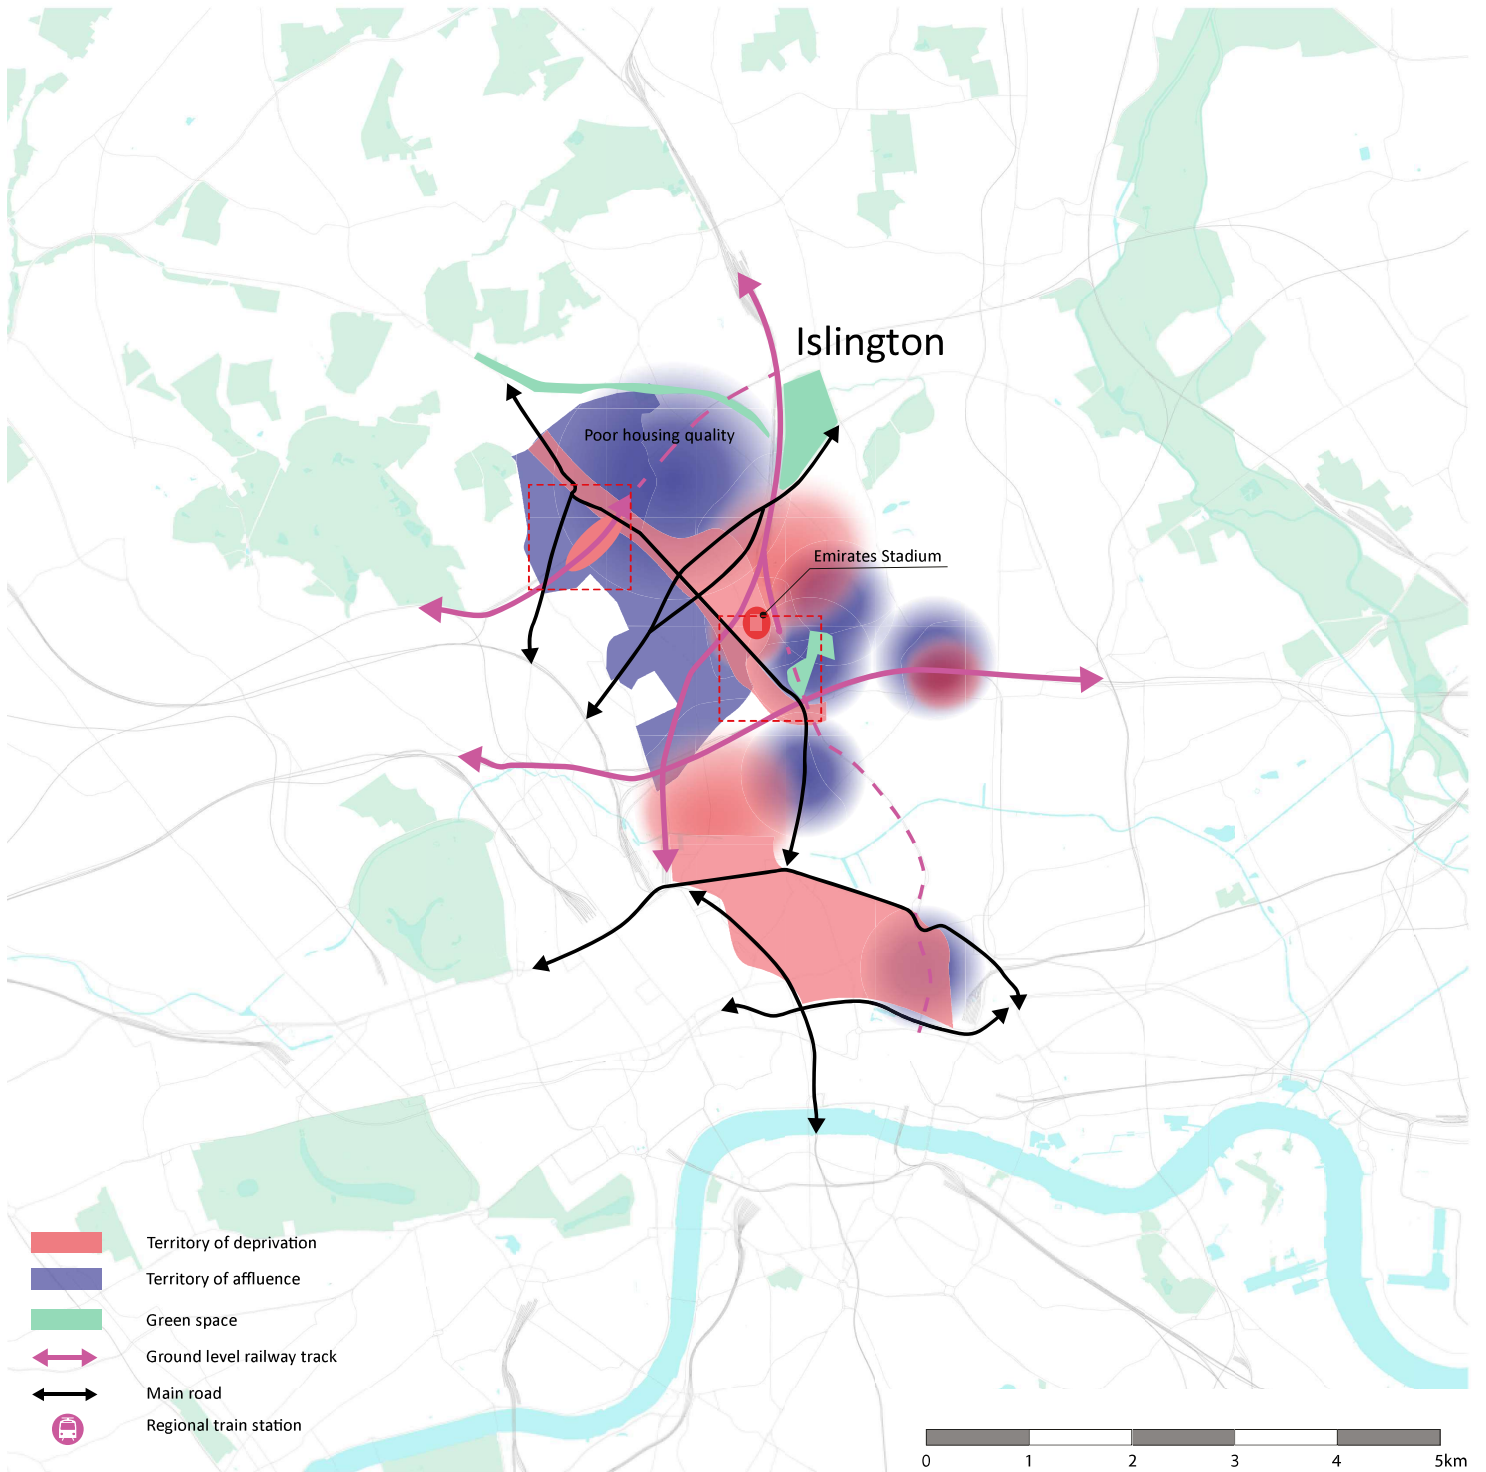 Islington
Poor housing quality
Emirates Stadium
Territory of deprivation
Territory of affluence
Green space
Ground level railway track
Main road
Regional train station
0 1 2 3 4 5km